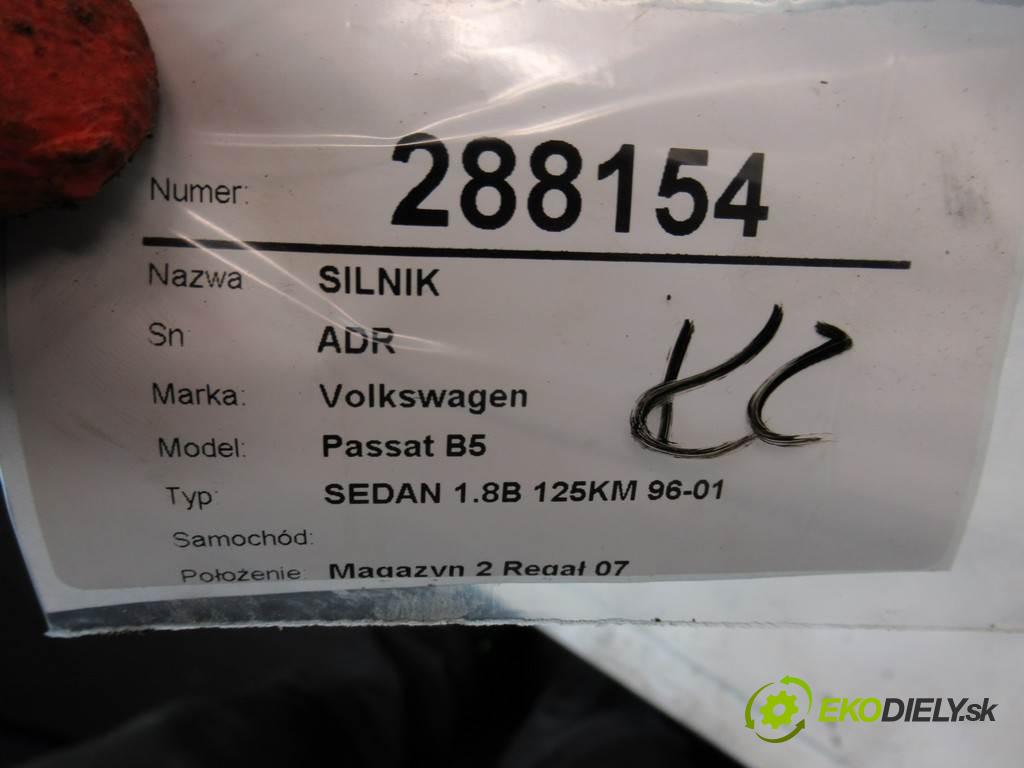 Numer: 288154
Nazwa SILNIK
Sn ADR
Marka: Volkswagen
Model: Passat B5
Typ: SEDAN 1.8B 125KM 96-01
Samochód:
Położenie: Magazyn 2 Regał 07
EKODIELY.sk